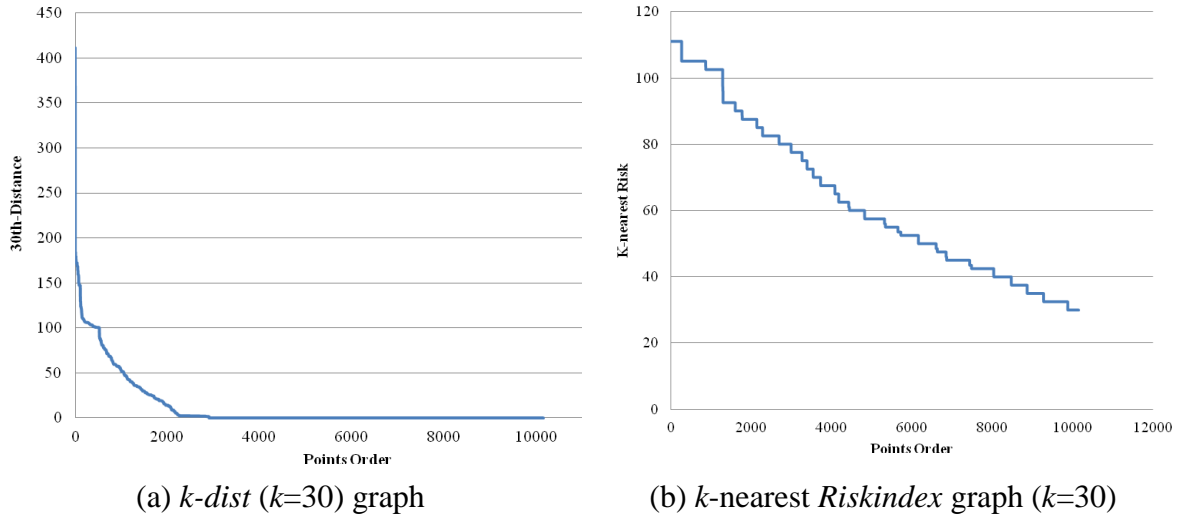 450
400
350
300
250
200
150
100
50
0
30th-Distance
0 2000 4000 6000 8000 10000
Points Order
(a) k-dist (k=30) graph
120
100
80
60
40
20
0
K-nearest Risk
0 2000 4000 6000 8000 10000 12000
Points Order
(b) k-nearest Riskindex graph (k=30)